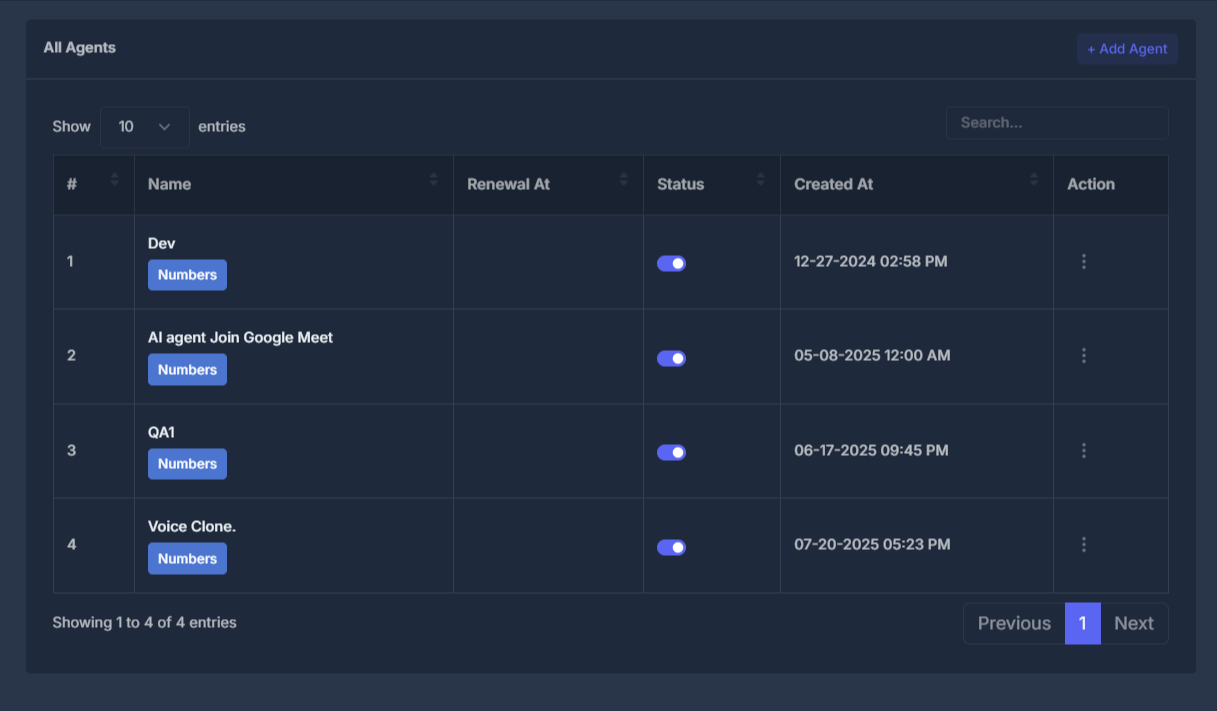 All Agents
+ Add Agent
Show 10 entries
Search...
# Name Renewal At Status Created At Action
1 Dev Numbers 12-27-2024 02:58 PM
2 AI agent Join Google Meet Numbers 05-08-2025 12:00 AM
3 QA1 Numbers 06-17-2025 09:45 PM
4 Voice Clone. Numbers 07-20-2025 05:23 PM
Showing 1 to 4 of 4 entries
Previous 1 Next